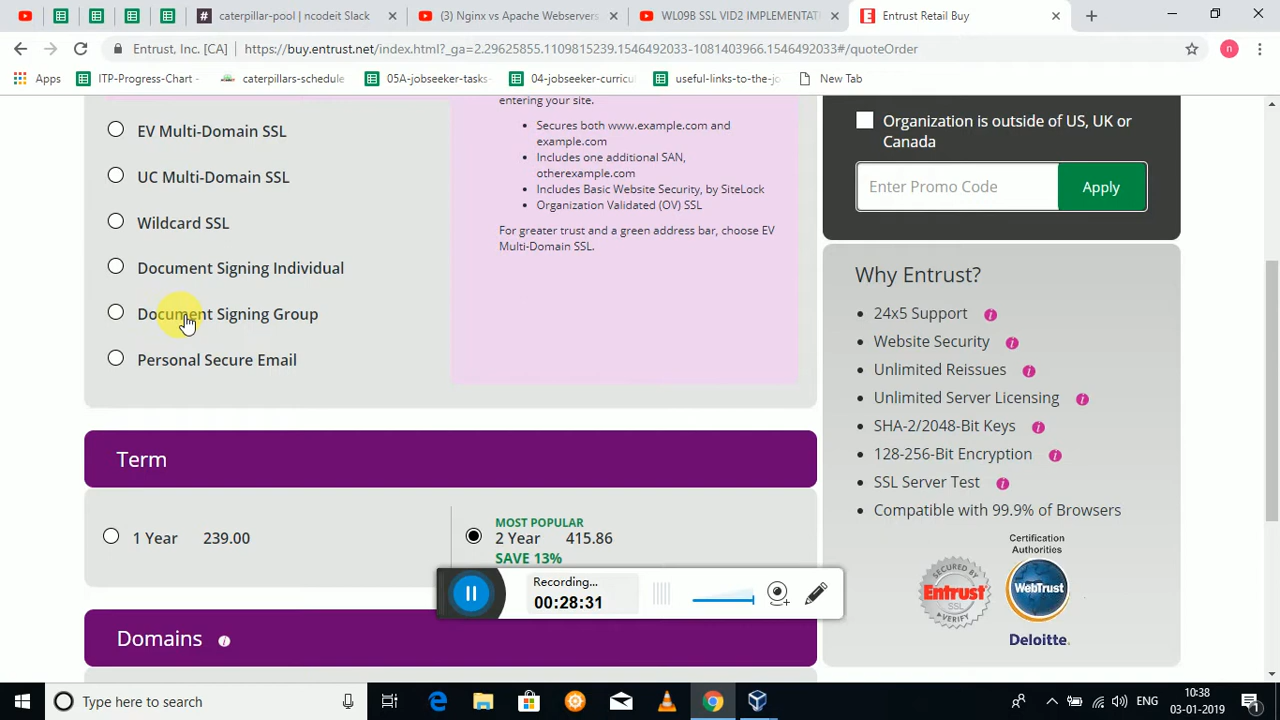 caterpillar-pool | ncodeit Slack
(3) Nginx vs Apache Webservers
WL09B SSL VID2 IMPLEMENTAT
Entrust Retail Buy
Entrust, Inc. [CA]
https://buy.entrust.net/index.html?_ga=2.29625855.1109815239.1546492033-1081403966.1546492033#/quoteOrder
n
Apps
ITP-Progress-Chart -
caterpillars-schedule
05A-jobseeker-tasks-
04-jobseeker-curricu
useful-links-to-the-jo
New Tab
EV Multi-Domain SSL
UC Multi-Domain SSL
Wildcard SSL
Document Signing Individual
Document Signing Group
Personal Secure Email
entering your site.
• Secures both www.example.com and
example.com
• Includes one additional SAN,
otherexample.com
• Includes Basic Website Security, by SiteLock
• Organization Validated (OV) SSL
For greater trust and a green address bar, choose EV
Multi-Domain SSL.
Organization is outside of US, UK or
Canada
Enter Promo Code
Apply
Why Entrust?
• 24x5 Support
• Website Security
• Unlimited Reissues
• Unlimited Server Licensing
• SHA-2/2048-Bit Keys
• 128-256-Bit Encryption
• SSL Server Test
• Compatible with 99.9% of Browsers
SECURED BY
Entrust
SSL
VERIFY
Certification
Authorities
WebTrust
Deloitte.
Term
1 Year 239.00
MOST POPULAR
2 Year 415.86
SAVE 13%
Recording...
00:28:31
Domains
Type here to search
ENG
10:38
03-01-2019
1